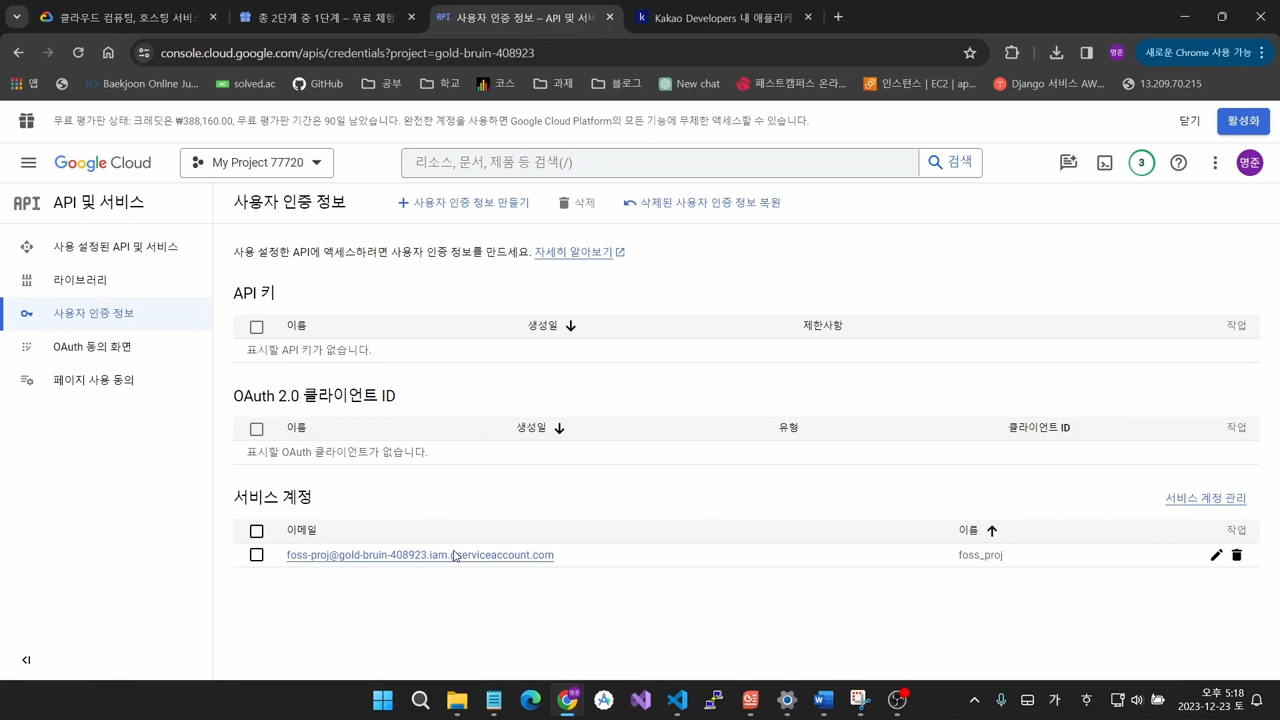 클라우드 컴퓨팅, 호스팅 서비스
총 2단계 중 1단계 – 무료 체험
API 사용자 인증 정보 – API 및 서비
Kakao Developers 내 애플리케
console.cloud.google.com/apis/credentials?project=gold-bruin-408923
명준
새로운 Chrome 사용 가능
앱
Baekjoon Online Ju...
solved.ac
GitHub
공부
학교
코스
과제
블로그
New chat
패스트캠퍼스 온라...
인스턴스 | EC2 | ap...
Django 서비스 AW...
13.209.70.215
무료 평가판 상태: 크레딧은 ₩388,160.00, 무료 평가판 기간은 90일 남았습니다. 완전한 계정을 사용하면 Google Cloud Platform의 모든 기능에 무제한 액세스할 수 있습니다.
닫기
활성화
Google Cloud
My Project 77720
리소스, 문서, 제품 등 검색(/)
검색
3
명준
API API 및 서비스
사용자 인증 정보
+ 사용자 인증 정보 만들기
삭제
삭제된 사용자 인증 정보 복원
사용 설정된 API 및 서비스
라이브러리
사용자 인증 정보
OAuth 동의 화면
페이지 사용 동의
사용 설정한 API에 액세스하려면 사용자 인증 정보를 만드세요. 자세히 알아보기
API 키
이름 생성일 제한사항 작업
표시할 API 키가 없습니다.
OAuth 2.0 클라이언트 ID
이름 생성일 유형 클라이언트 ID 작업
표시할 OAuth 클라이언트가 없습니다.
서비스 계정
서비스 계정 관리
이메일 이름 작업
foss-proj@gold-bruin-408923.iam.gserviceaccount.com foss_proj
가
오후 5:18
2023-12-23 토